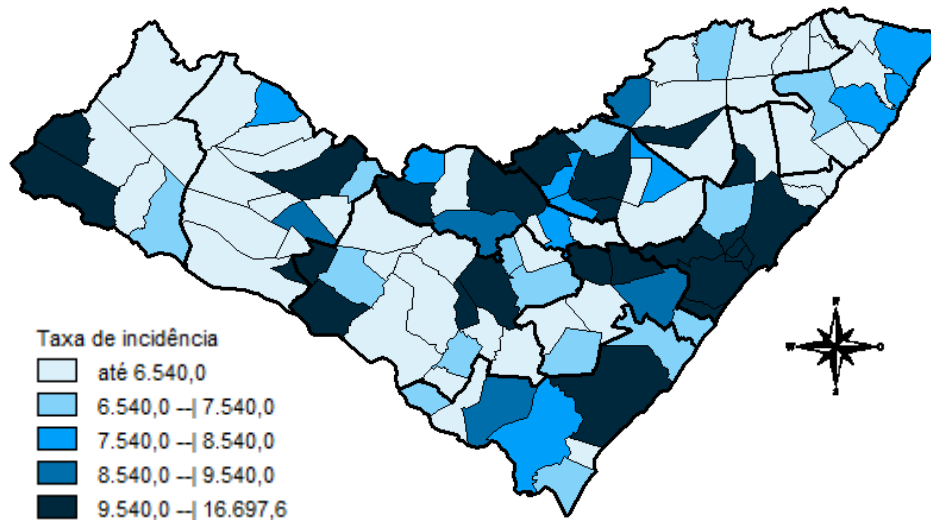 Taxa de incidência
até 6.540,0
6.540,0 --| 7.540,0
7.540,0 --| 8.540,0
8.540,0 --| 9.540,0
9.540,0 --| 16.697,6
W
S